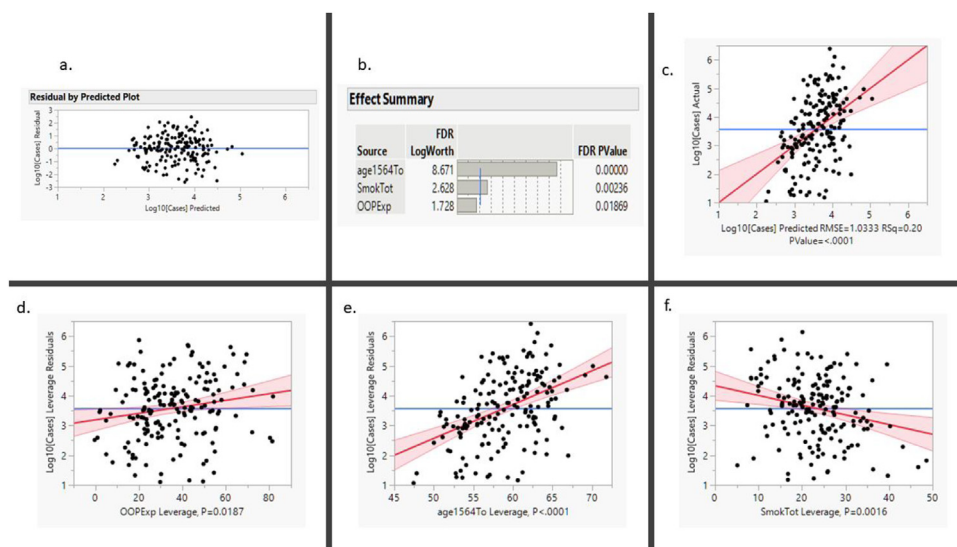 a.
Residual by Predicted Plot
Log10[Cases] Residual
3
2
1
0
-1
-2
-3
1 2 3 4 5 6
Log10[Cases] Predicted
b.
Effect Summary
FDR
Source LogWorth FDR PValue
age1564To 8.671 0.00000
SmokTot 2.628 0.00236
OOPExp 1.728 0.01869
c.
Log10[Cases] Actual
6
5
4
3
2
1
1 2 3 4 5 6
Log10[Cases] Predicted RMSE=1.0333 RSq=0.20
PValue=<.0001
d.
Log10[Cases] Leverage Residuals
6
5
4
3
2
1
0 20 40 60 80
OOPExp Leverage, P=0.0187
e.
Log10[Cases] Leverage Residuals
6
5
4
3
2
1
45 50 55 60 65 70
age1564To Leverage, P<.0001
f.
Log10[Cases] Leverage Residuals
6
5
4
3
2
1
0 10 20 30 40 50
SmokTot Leverage, P=0.0016